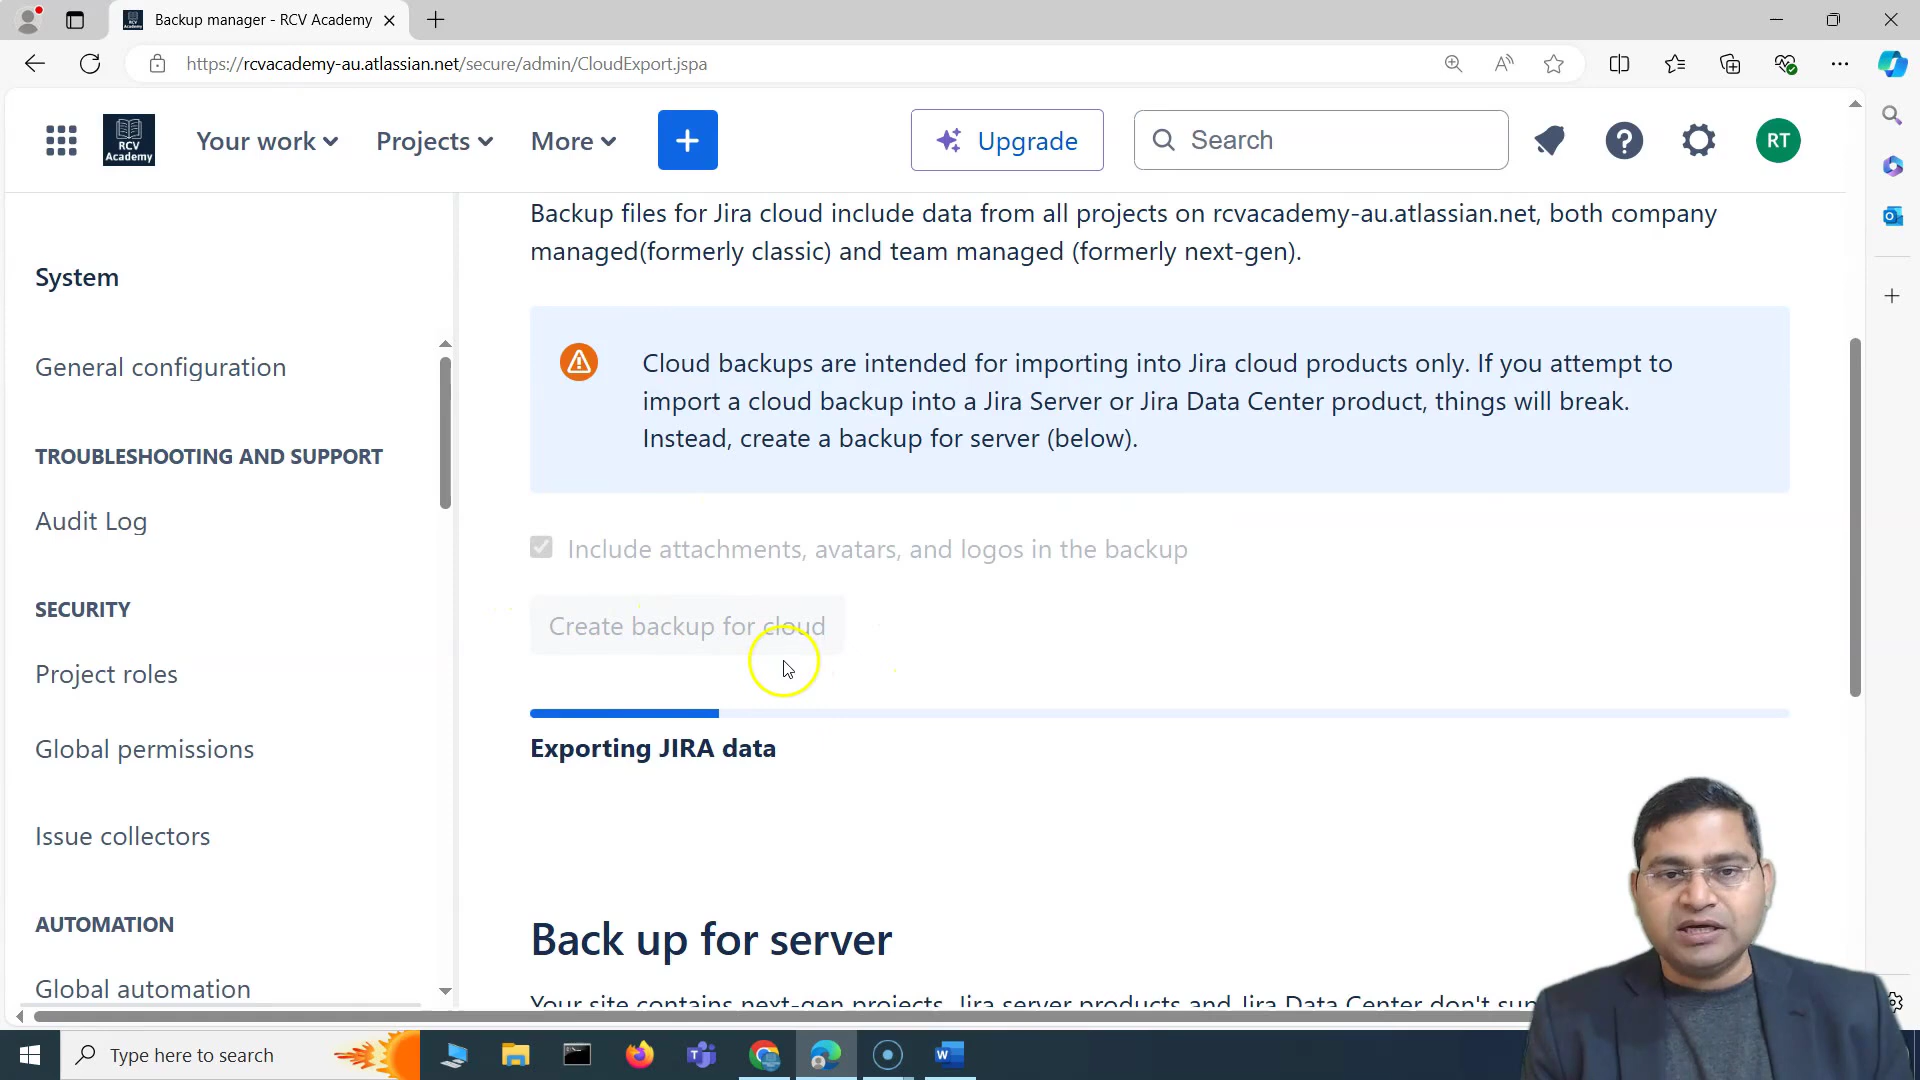 Backup manager - RCV Academy
https://rcvacademy-au.atlassian.net/secure/admin/CloudExport.jspa
RCV
Academy
Your work
Projects
More
Upgrade
Search
RT
System
General configuration
TROUBLESHOOTING AND SUPPORT
Audit Log
SECURITY
Project roles
Global permissions
Issue collectors
AUTOMATION
Global automation
Backup files for Jira cloud include data from all projects on rcvacademy-au.atlassian.net, both company
managed(formerly classic) and team managed (formerly next-gen).
Cloud backups are intended for importing into Jira cloud products only. If you attempt to
import a cloud backup into a Jira Server or Jira Data Center product, things will break.
Instead, create a backup for server (below).
Include attachments, avatars, and logos in the backup
Create backup for cloud
Exporting JIRA data
Back up for server
Your site contains next-gen projects. Jira server products and Jira Data Center don't
Type here to search